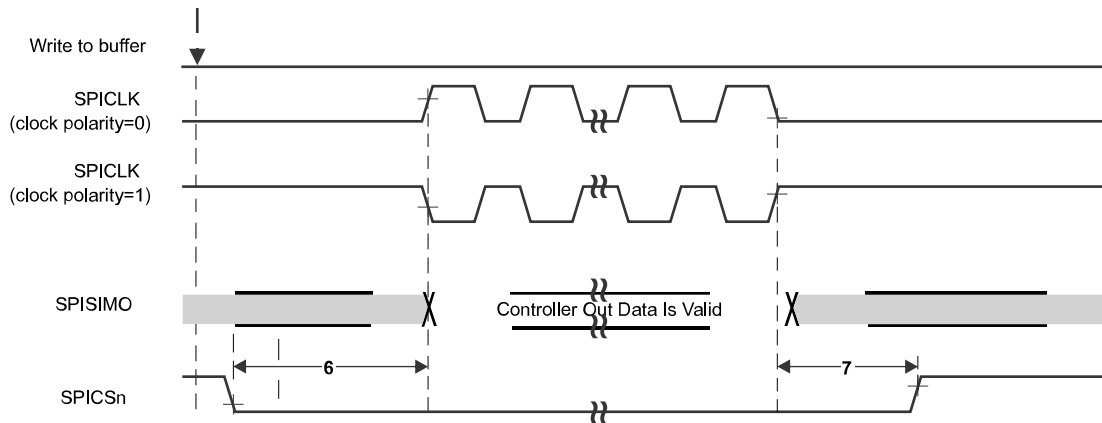 Write to buffer
SPICLK
(clock polarity=0)
SPICLK
(clock polarity=1)
SPISIMO
Controller Out Data Is Valid
6
7
SPICSn